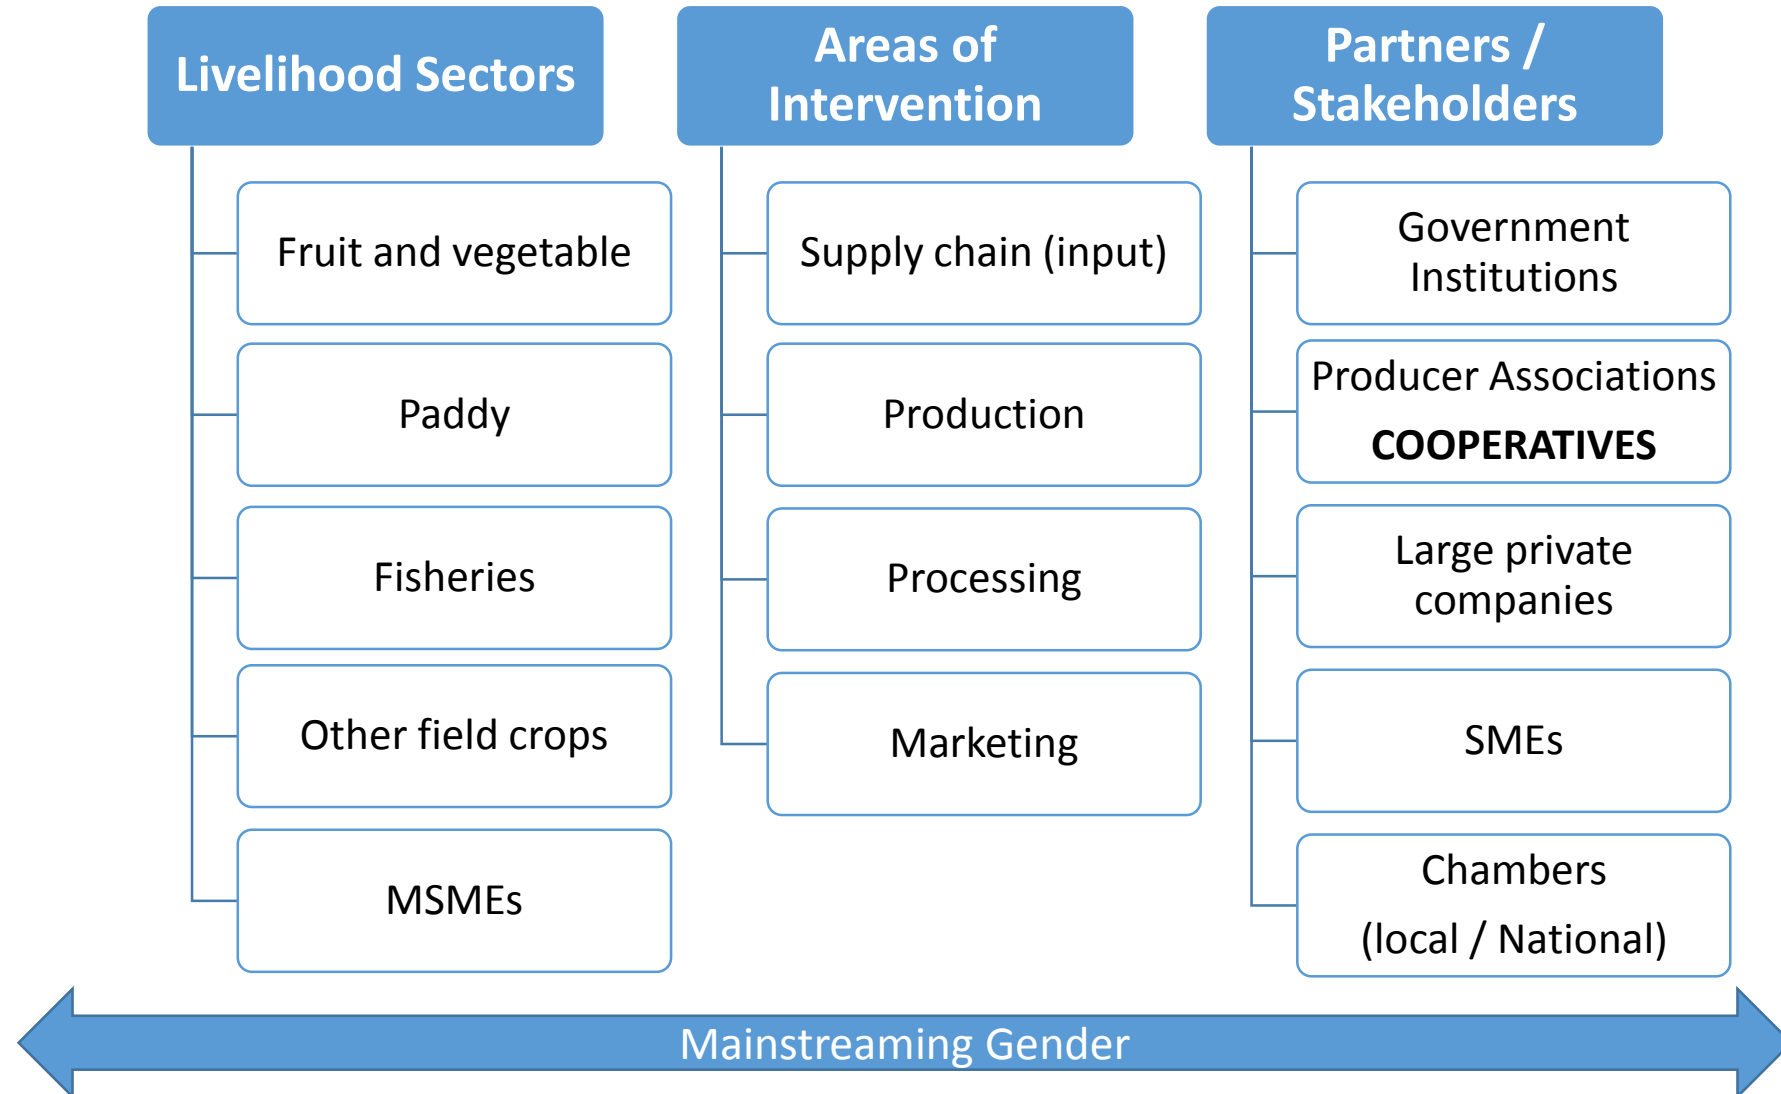 Livelihood Sectors
Fruit and vegetable
Paddy
Fisheries
Other field crops
MSMEs
Areas of
Intervention
Supply chain (input)
Production
Processing
Marketing
Partners /
Stakeholders
Government
Institutions
Producer Associations
COOPERATIVES
Large private
companies
SMEs
Chambers
(local / National)
Mainstreaming Gender